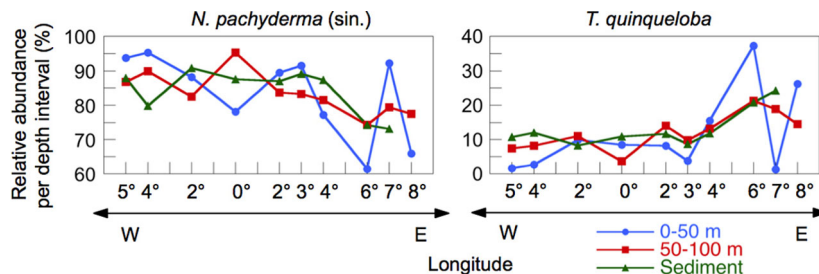 N. pachyderma (sin.)
T. quinqueloba
Relative abundance
per depth interval (%)
100
90
80
70
60
5° 4° 2° 0° 2° 3° 4° 6° 7° 8°
W E
40
30
20
10
0
5° 4° 2° 0° 2° 3° 4° 6° 7° 8°
W E
Longitude
0-50 m
50-100 m
Sediment